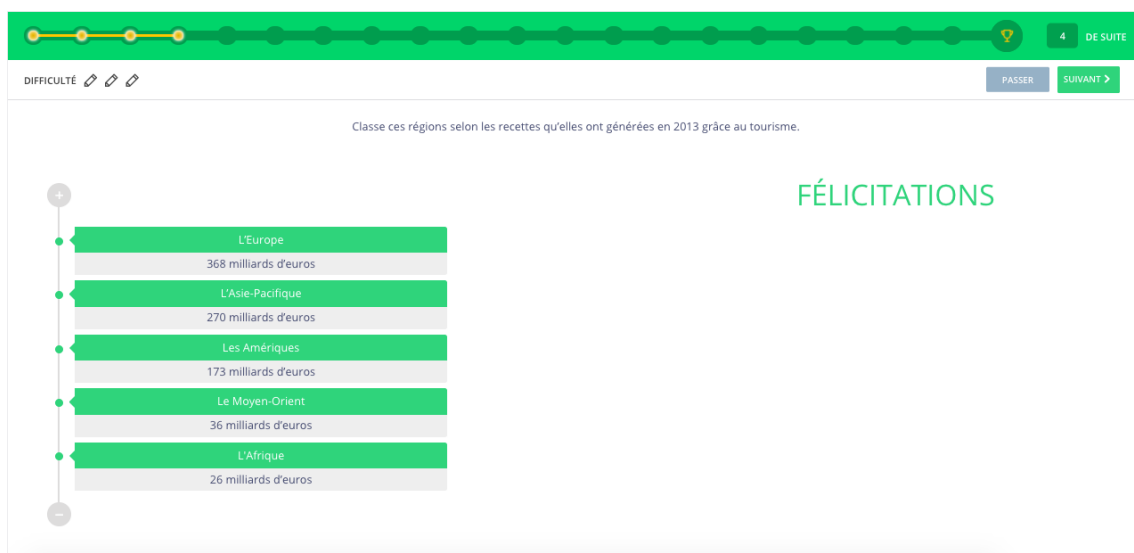 4 DE SUITE
DIFFICULTÉ
PASSER
SUIVANT
Classe ces régions selon les recettes qu'elles ont générées en 2013 grâce au tourisme.
+
FÉLICITATIONS
L'Europe
368 milliards d'euros
L'Asie-Pacifique
270 milliards d'euros
Les Amériques
173 milliards d'euros
Le Moyen-Orient
36 milliards d'euros
L'Afrique
26 milliards d'euros
−